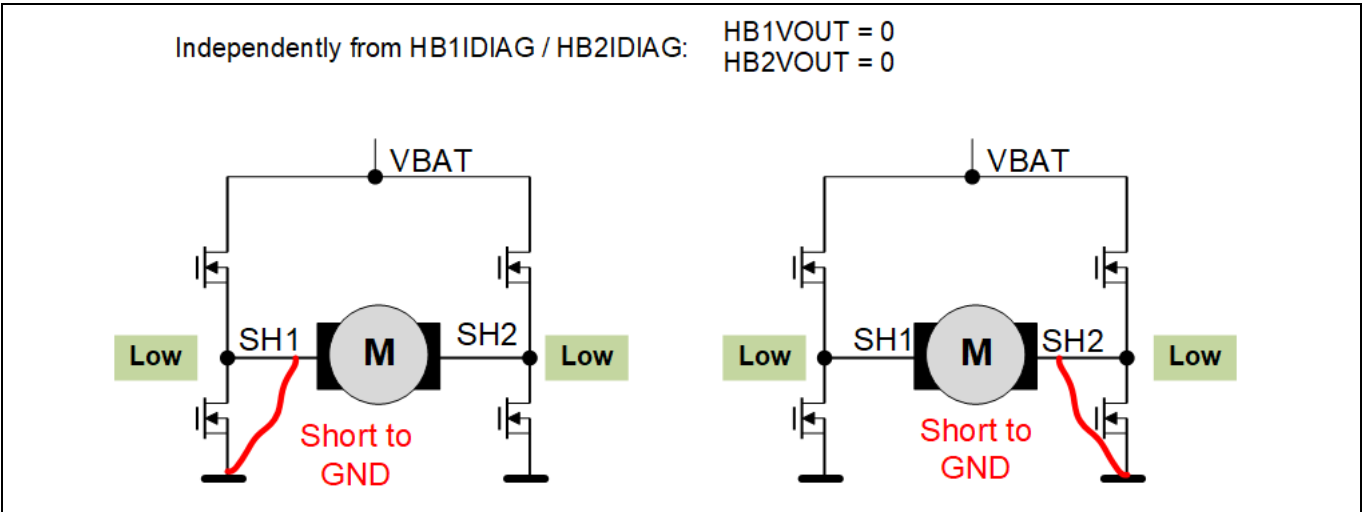 Independently from HB1IDIAG / HB2IDIAG:
HB1VOUT = 0
HB2VOUT = 0
VBAT
SH1
M
SH2
Low
Low
Short to
GND
VBAT
SH1
M
SH2
Low
Low
Short to
GND